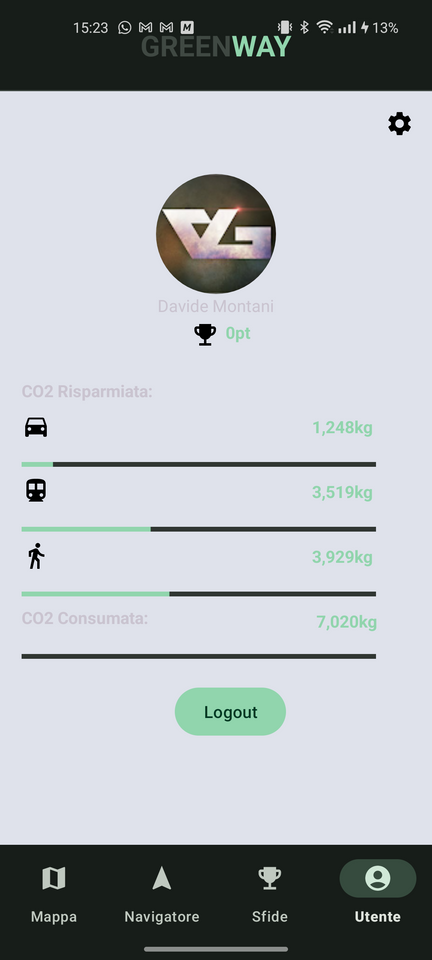 15:23 13%
GREENWAY
Davide Montani
0pt
CO2 Risparmiata:
1,248kg
3,519kg
3,929kg
CO2 Consumata: 7,020kg
Logout
Mappa Navigatore Sfide Utente